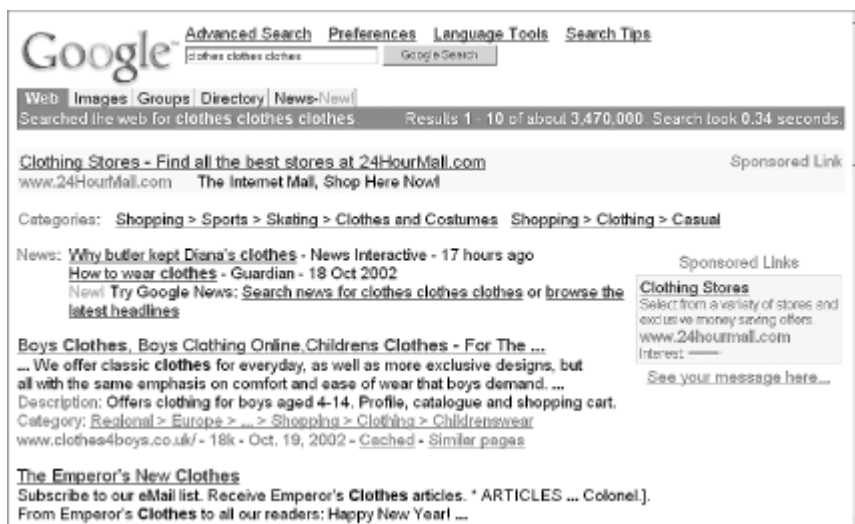 Google™ Advanced Search Preferences Language Tools Search Tips
clothes clothes clothes Google Search
Web Images Groups Directory News-New!
Searched the web for clothes clothes clothes. Results 1 - 10 of about 3,470,000. Search took 0.34 seconds.
Clothing Stores - Find all the best stores at 24HourMall.com Sponsored Link
www.24HourMall.com The Internet Mall, Shop Here Now!
Categories: Shopping > Sports > Skating > Clothes and Costumes Shopping > Clothing > Casual
News: Why butler kept Diana's clothes - News Interactive - 17 hours ago
How to wear clothes - Guardian - 18 Oct 2002
New! Try Google News: Search news for clothes clothes clothes or browse the
latest headlines
Sponsored Links
Clothing Stores
Select from a variety of stores and
exclusive money saving offers.
www.24hourmall.com
Interest:
See your message here...
Boys Clothes, Boys Clothing Online,Childrens Clothes - For The ...
... We offer classic clothes for everyday, as well as more exclusive designs, but
all with the same emphasis on comfort and ease of wear that boys demand. ...
Description: Offers clothing for boys aged 4-14. Profile, catalogue and shopping cart.
Category: Regional > Europe > ... > Shopping > Clothing > Childrenswear
www.clothes4boys.co.uk/ - 18k - Oct. 19, 2002 - Cached - Similar pages
The Emperor's New Clothes
Subscribe to our eMail list. Receive Emperor's Clothes articles. * ARTICLES ... Colonel.].
From Emperor's Clothes to all our readers: Happy New Year! ...